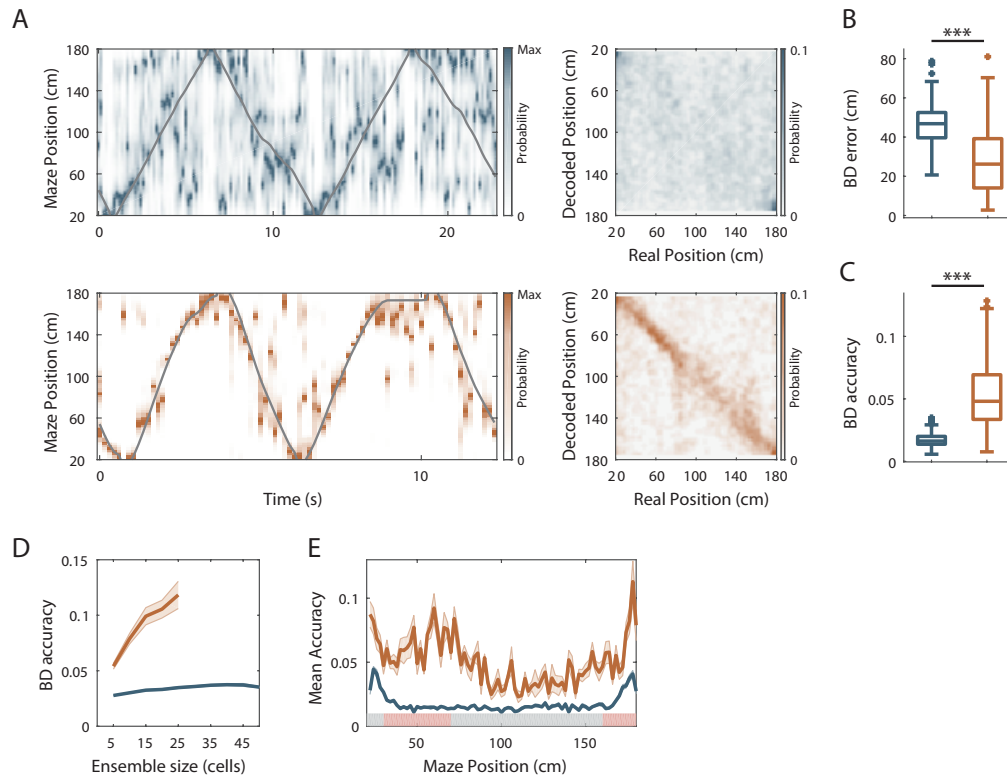 A
180
140
100
60
20
Maze Position (cm)
0
10
20
Max
Probability
0
20
60
100
140
180
Decoded Position (cm)
20 60 100 140 180
Real Position (cm)
0.1
Probability
0
B
***
80
60
40
20
0
BD error (cm)
180
140
100
60
20
Maze Position (cm)
0
10
Time (s)
Max
Probability
0
20
60
100
140
180
Decoded Position (cm)
20 60 100 140 180
Real Position (cm)
0.1
Probability
0
C
***
0.1
0.05
0
BD accuracy
D
0.15
0.1
0.05
0
BD accuracy
5 15 25 35 45
Ensemble size (cells)
E
0.1
0.05
0
Mean Accuracy
50 100 150
Maze Position (cm)